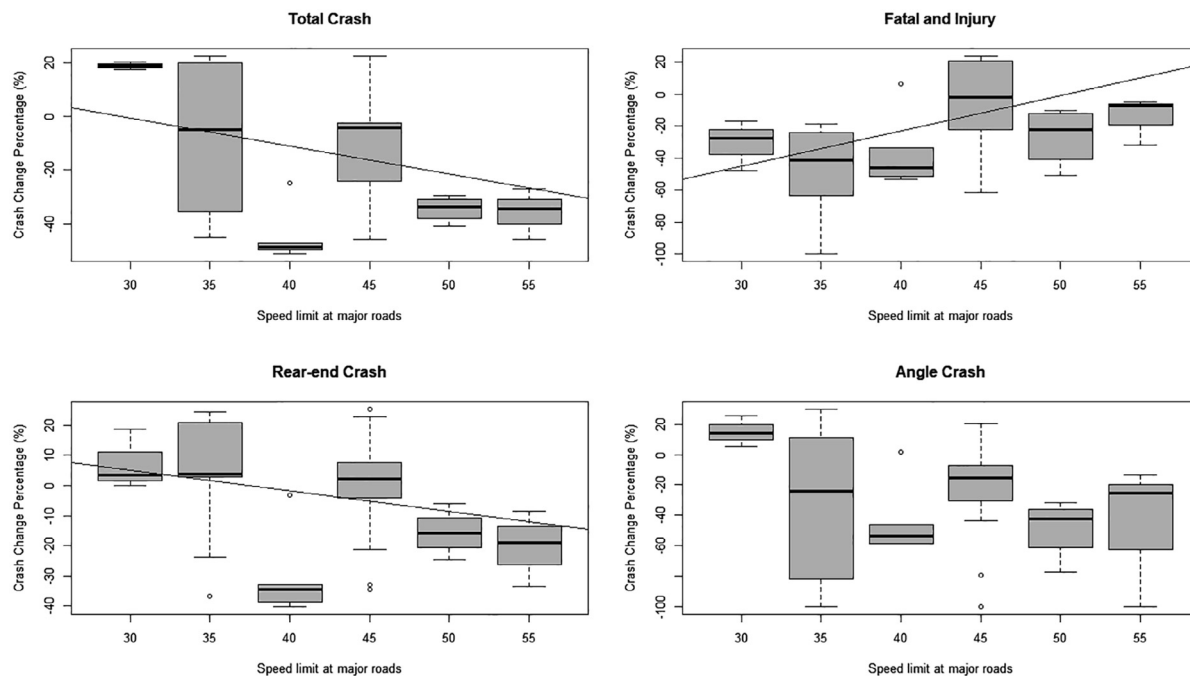 Total Crash
Crash Change Percentage (%)
20
0
20
40
30 35 40 45 50 55
Speed limit at major roads
Fatal and Injury
Crash Change Percentage (%)
20
0
20
40
60
80
-100
30 35 40 45 50 55
Speed limit at major roads
Rear-end Crash
Crash Change Percentage (%)
20
10
0
-10
-20
-30
-40
30 35 40 45 50 55
Speed limit at major roads
Angle Crash
Crash Change Percentage (%)
20
0
20
60
-100
30 35 40 45 50 55
Speed limit at major roads